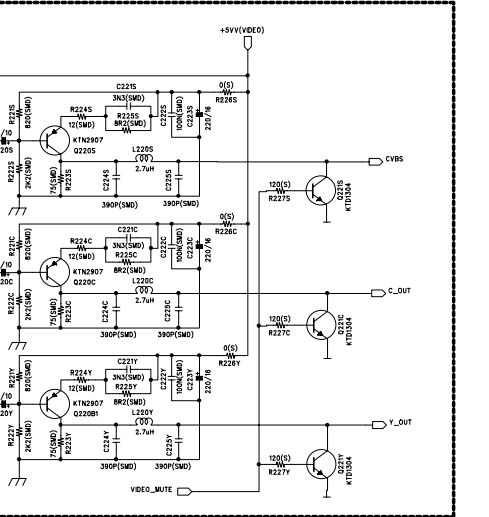 +5VV(VIDEO)
0(S)
R226S
C221S
3N3(SMD)
R225S
8R2(SMD)
R224S
12(SMD)
R221S
820(SMD)
C222S
100N(SMD)
C223S
220/16
/10
20S
KTN2907
Q220S
L220S
2.7uH
R222S
2K2(SMD)
75(SMD)
R223S
C224S
C225S
390P(SMD)
390P(SMD)
CVBS
120(S)
R227S
Q221S
KTD1304
0(S)
R226C
C221C
3N3(SMD)
R225C
8R2(SMD)
R224C
12(SMD)
R221C
820(SMD)
C222C
100N(SMD)
C223C
220/16
/10
20C
KTN2907
Q220C
L220C
2.7uH
R222C
2K2(SMD)
75(SMD)
R223C
C224C
C225C
390P(SMD)
390P(SMD)
C_OUT
120(S)
R227C
Q221C
KTD1304
0(S)
R226Y
C221Y
3N3(SMD)
R225Y
8R2(SMD)
R224Y
12(SMD)
R221Y
820(SMD)
C222Y
100N(SMD)
C223Y
220/16
/10
20Y
KTN2907
Q220B1
L220Y
2.7uH
R222Y
2K2(SMD)
75(SMD)
R223Y
C224Y
C225Y
390P(SMD)
390P(SMD)
Y_OUT
120(S)
R227Y
Q221Y
KTD1304
VIDEO_MUTE